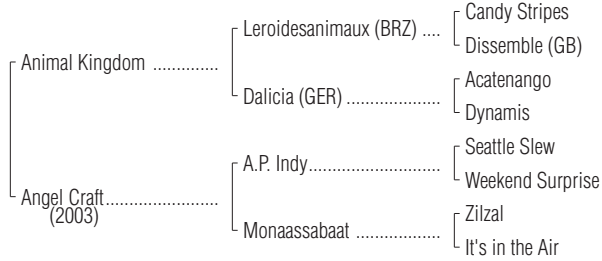 Candy Stripes
Leroidesanimaux (BRZ) ....
Dissemble (GB)
Animal Kingdom ..............
Acatenango
Dalicia (GER) ....................
Dynamis
Seattle Slew
A.P. Indy............................
Weekend Surprise
Angel Craft........................
(2003)
Zilzal
Monaassabaat ..................
It's in the Air